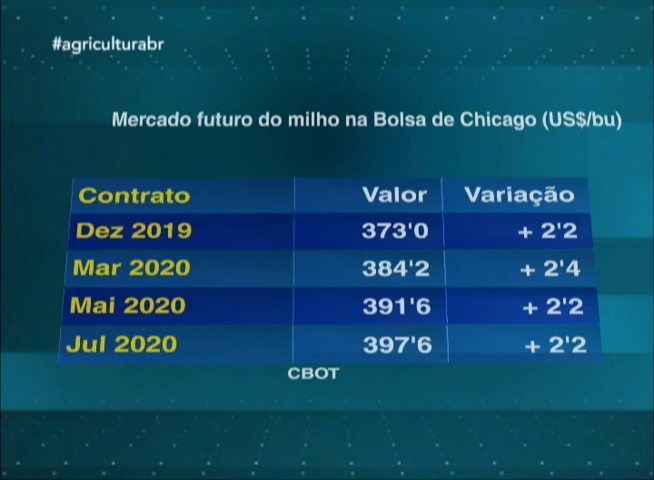 #agriculturabr
Mercado futuro do milho na Bolsa de Chicago (US$/bu)
Contrato Valor Variação
Dez 2019 373'0 + 2'2
Mar 2020 384'2 + 2'4
Mai 2020 391'6 + 2'2
Jul 2020 397'6 + 2'2
CBOT